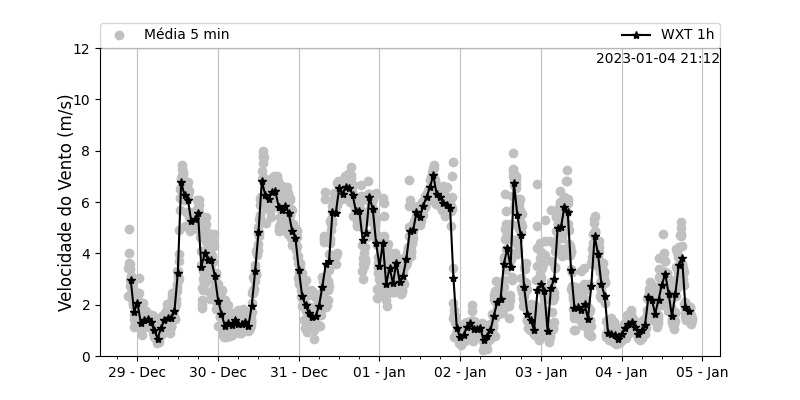 Média 5 min
WXT 1h
2023-01-04 21:12
Velocidade do Vento (m/s)
12
10
8
6
4
2
0
29 - Dec
30 - Dec
31 - Dec
01 - Jan
02 - Jan
03 - Jan
04 - Jan
05 - Jan